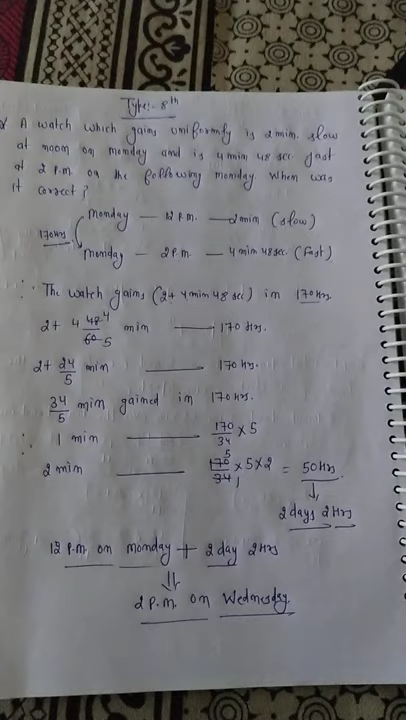 Type:- 8th
A watch which gains uniformly is 2 min. slow
at noon on monday and is 4 min 48 sec. fast
at 2 P.M. on the following monday. When was
it correct?
Monday — 12 P.M. — 2 min (slow)
170 Hrs
Monday — 2 P.M. — 4 min 48 sec. (Fast)
∴ The watch gains (2 + 4 min 48 sec) in 170 Hrs.
2 + 4 48/60 4/5 min — 170 Hrs.
2 + 24/5 min — 170 Hrs.
34/5 min gained in 170 Hrs.
∴ 1 min — 170/34 × 5
2 min — 170/34 5/1 × 5 × 2 = 50 Hrs.
↓
2 days 2 Hrs
12 P.M. on monday + 2 day 2 Hrs
⇓
2 P.M. on Wednesday.